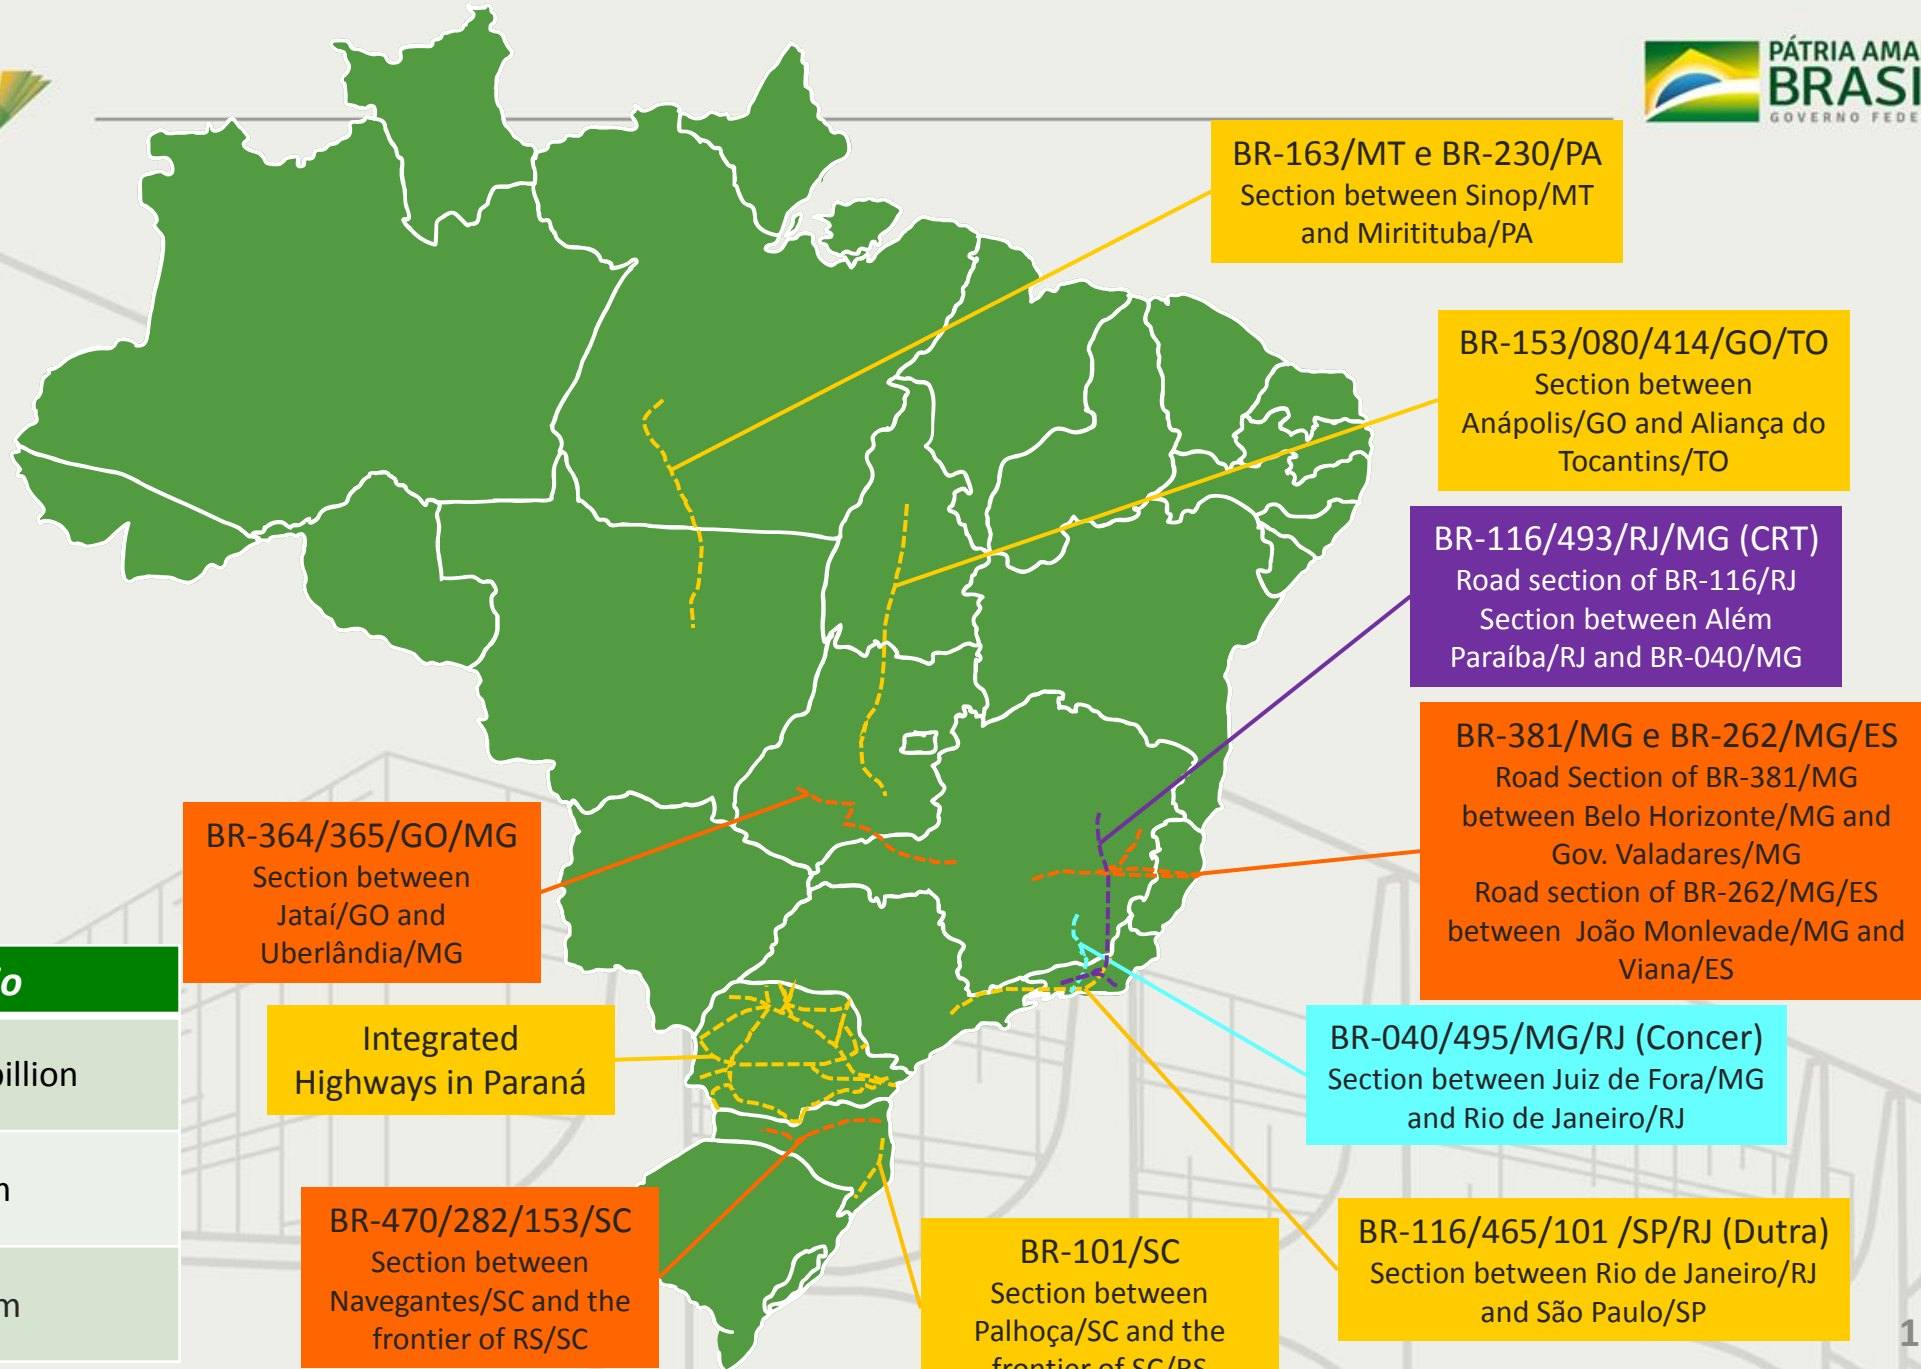 PÁTRIA AMA
BRASI
GOVERNO FEDE
BR-163/MT e BR-230/PA
Section between Sinop/MT
and Miritituba/PA
BR-153/080/414/GO/TO
Section between
Anápolis/GO and Aliança do
Tocantins/TO
BR-116/493/RJ/MG (CRT)
Road section of BR-116/RJ
Section between Além
Paraíba/RJ and BR-040/MG
BR-381/MG e BR-262/MG/ES
Road Section of BR-381/MG
between Belo Horizonte/MG and
Gov. Valadares/MG
Road section of BR-262/MG/ES
between João Monlevade/MG and
Viana/ES
BR-364/365/GO/MG
Section between
Jataí/GO and
Uberlândia/MG
o
billion
m
Integrated
Highways in Paraná
BR-040/495/MG/RJ (Concer)
Section between Juiz de Fora/MG
and Rio de Janeiro/RJ
BR-470/282/153/SC
Section between
Navegantes/SC and the
frontier of RS/SC
BR-101/SC
Section between
Palhoça/SC and the
frontier of SC/RS
BR-116/465/101 /SP/RJ (Dutra)
Section between Rio de Janeiro/RJ
and São Paulo/SP
1